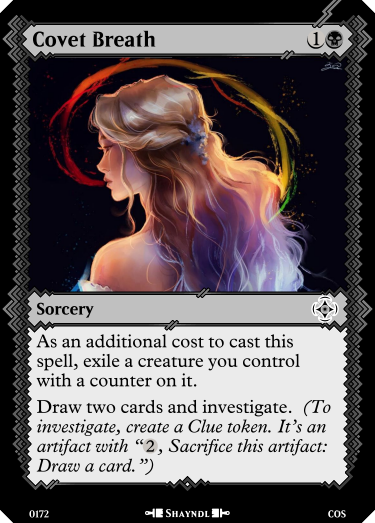 Covet Breath 1
Sorcery
As an additional cost to cast this
spell, exile a creature you control
with a counter on it.
Draw two cards and investigate. (To
investigate, create a Clue token. It's an
artifact with “2, Sacrifice this artifact:
Draw a card.”)
0172 Shayndl COS